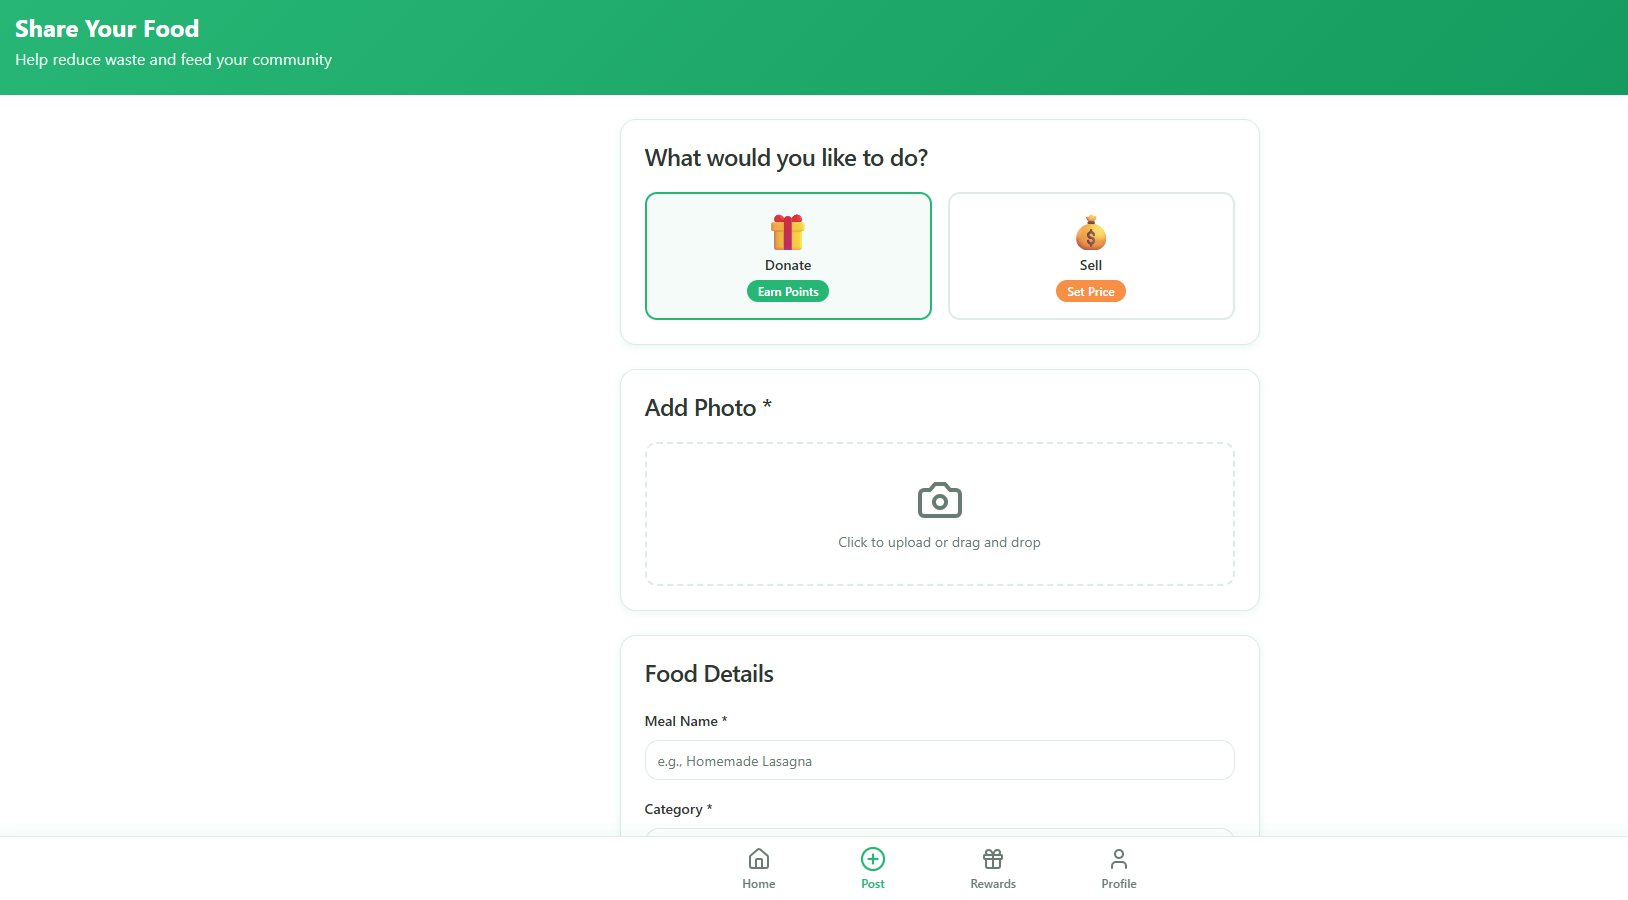 Share Your Food
Help reduce waste and feed your community
What would you like to do?
Donate
Earn Points
Sell
Set Price
Add Photo *
Click to upload or drag and drop
Food Details
Meal Name *
e.g., Homemade Lasagna
Category *
Home
Post
Rewards
Profile